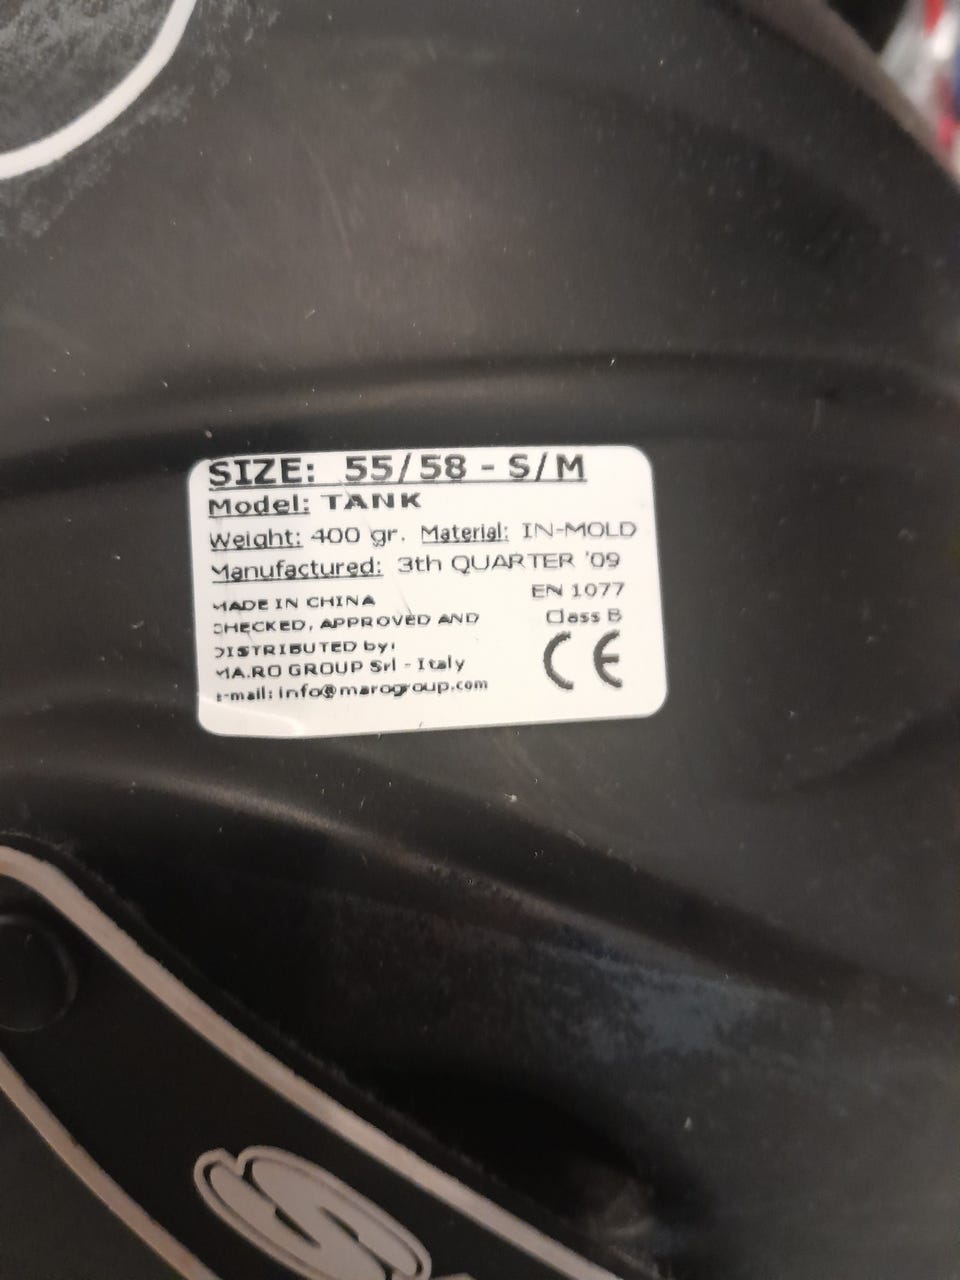 SIZE: 55/58 - S/M
Model: TANK
Weight: 400 gr. Material: IN-MOLD
Manufactured: 3th QUARTER '09
EN 1077
Class B
CE
MADE IN CHINA
CHECKED, APPROVED AND
DISTRIBUTED by:
MA.RO GROUP Srl - Italy
e-mail: info@marogroup.com
S